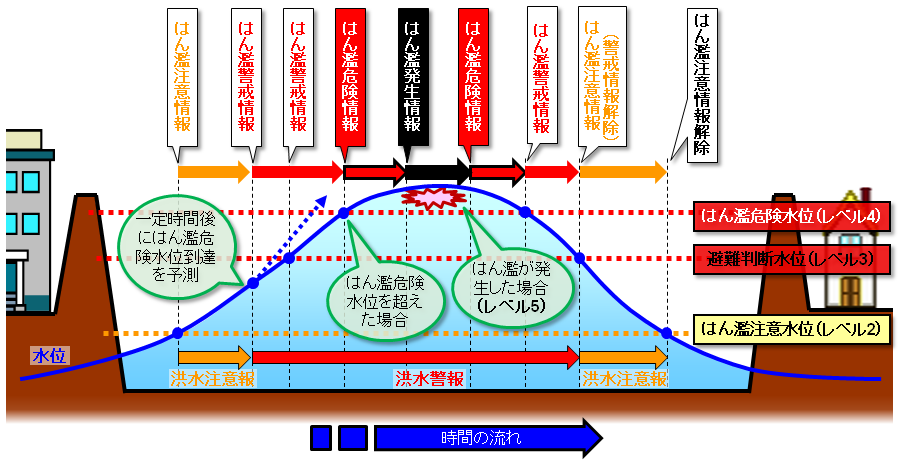 はん濫注意情報
はん濫警戒情報
はん濫警戒情報
はん濫危険情報
はん濫発生情報
はん濫危険情報
はん濫警戒情報
はん濫注意情報
（警戒情報解除）
はん濫注意情報解除
一定時間後
にはん濫危
険水位到達
を予測
はん濫危険
水位を超え
た場合
はん濫が発
生した場合
（レベル5）
はん濫危険水位(レベル4)
避難判断水位(レベル3)
はん濫注意水位(レベル2)
水位
洪水注意報
洪水警報
洪水注意報
時間の流れ